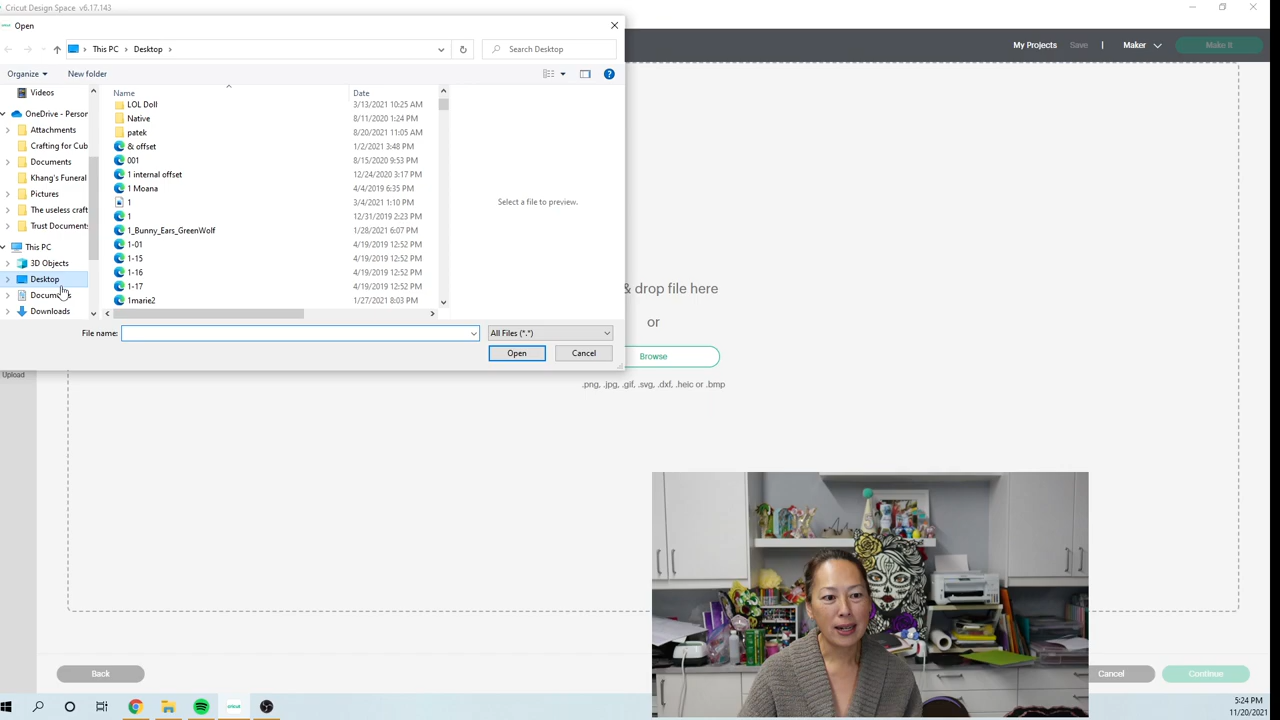 Cricut Design Space v6.17.143
Open
This PC
Desktop
Search Desktop
Organize
New folder
My Projects
Save
|
Maker
Make It
Videos
OneDrive - Person
Attachments
Crafting for Cub
Documents
Khang's Funeral
Pictures
The useless craft
Trust Documents
This PC
3D Objects
Desktop
Documents
Downloads
Name Date
LOL Doll 3/13/2021 10:25 AM
Native 8/11/2020 1:24 PM
patek 8/20/2021 11:05 AM
& offset 1/2/2021 3:48 PM
001 8/15/2020 9:53 PM
1 internal offset 12/24/2020 3:17 PM
1 Moana 4/4/2019 6:35 PM
1 3/4/2021 1:10 PM
1 12/31/2019 2:23 PM
1_Bunny_Ears_GreenWolf 1/28/2021 6:07 PM
1-01 4/19/2019 12:52 PM
1-15 4/19/2019 12:52 PM
1-16 4/19/2019 12:52 PM
1-17 4/19/2019 12:52 PM
1marie2 1/27/2021 8:03 PM
Select a file to preview.
File name:
All Files (*.*)
Open
Cancel
Upload
& drop file here
or
Browse
.png, .jpg, .gif, .svg, .dxf, .heic or .bmp
Back
Cancel
Continue
cricut
5:24 PM
11/20/2021